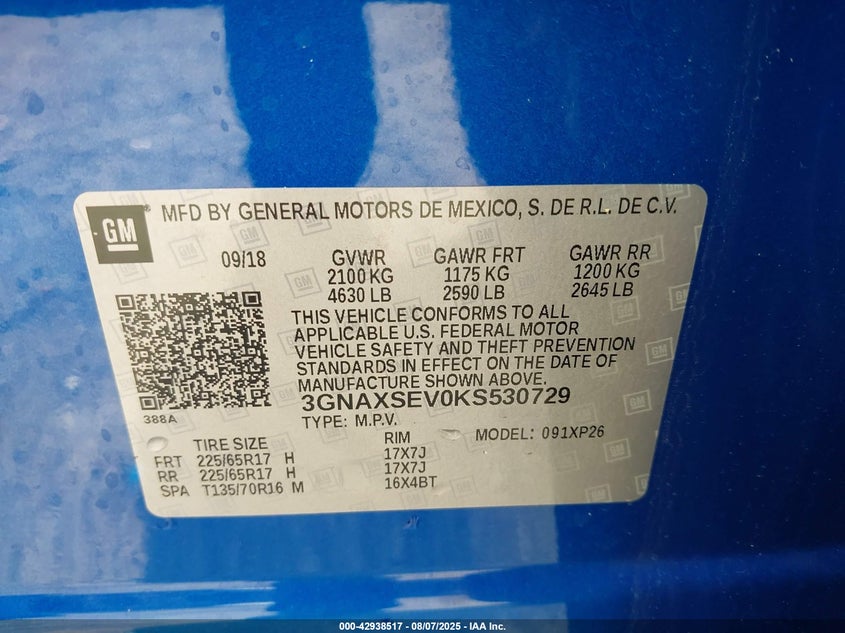 GM
MFD BY GENERAL MOTORS DE MEXICO, S. DE R.L. DE C.V.
09/18 GVWR GAWR FRT GAWR RR
2100 KG 1175 KG 1200 KG
4630 LB 2590 LB 2645 LB
THIS VEHICLE CONFORMS TO ALL
APPLICABLE U.S. FEDERAL MOTOR
VEHICLE SAFETY AND THEFT PREVENTION
STANDARDS IN EFFECT ON THE DATE OF
MANUFACTURE SHOWN ABOVE.
3GNAXSEV0KS530729
388A
TYPE: M.P.V.
TIRE SIZE RIM MODEL: 091XP26
FRT 225/65R17 H 17X7J
RR 225/65R17 H 17X7J
SPA T135/70R16 M 16X4BT
000-42938517 - 08/07/2025 - IAA Inc.